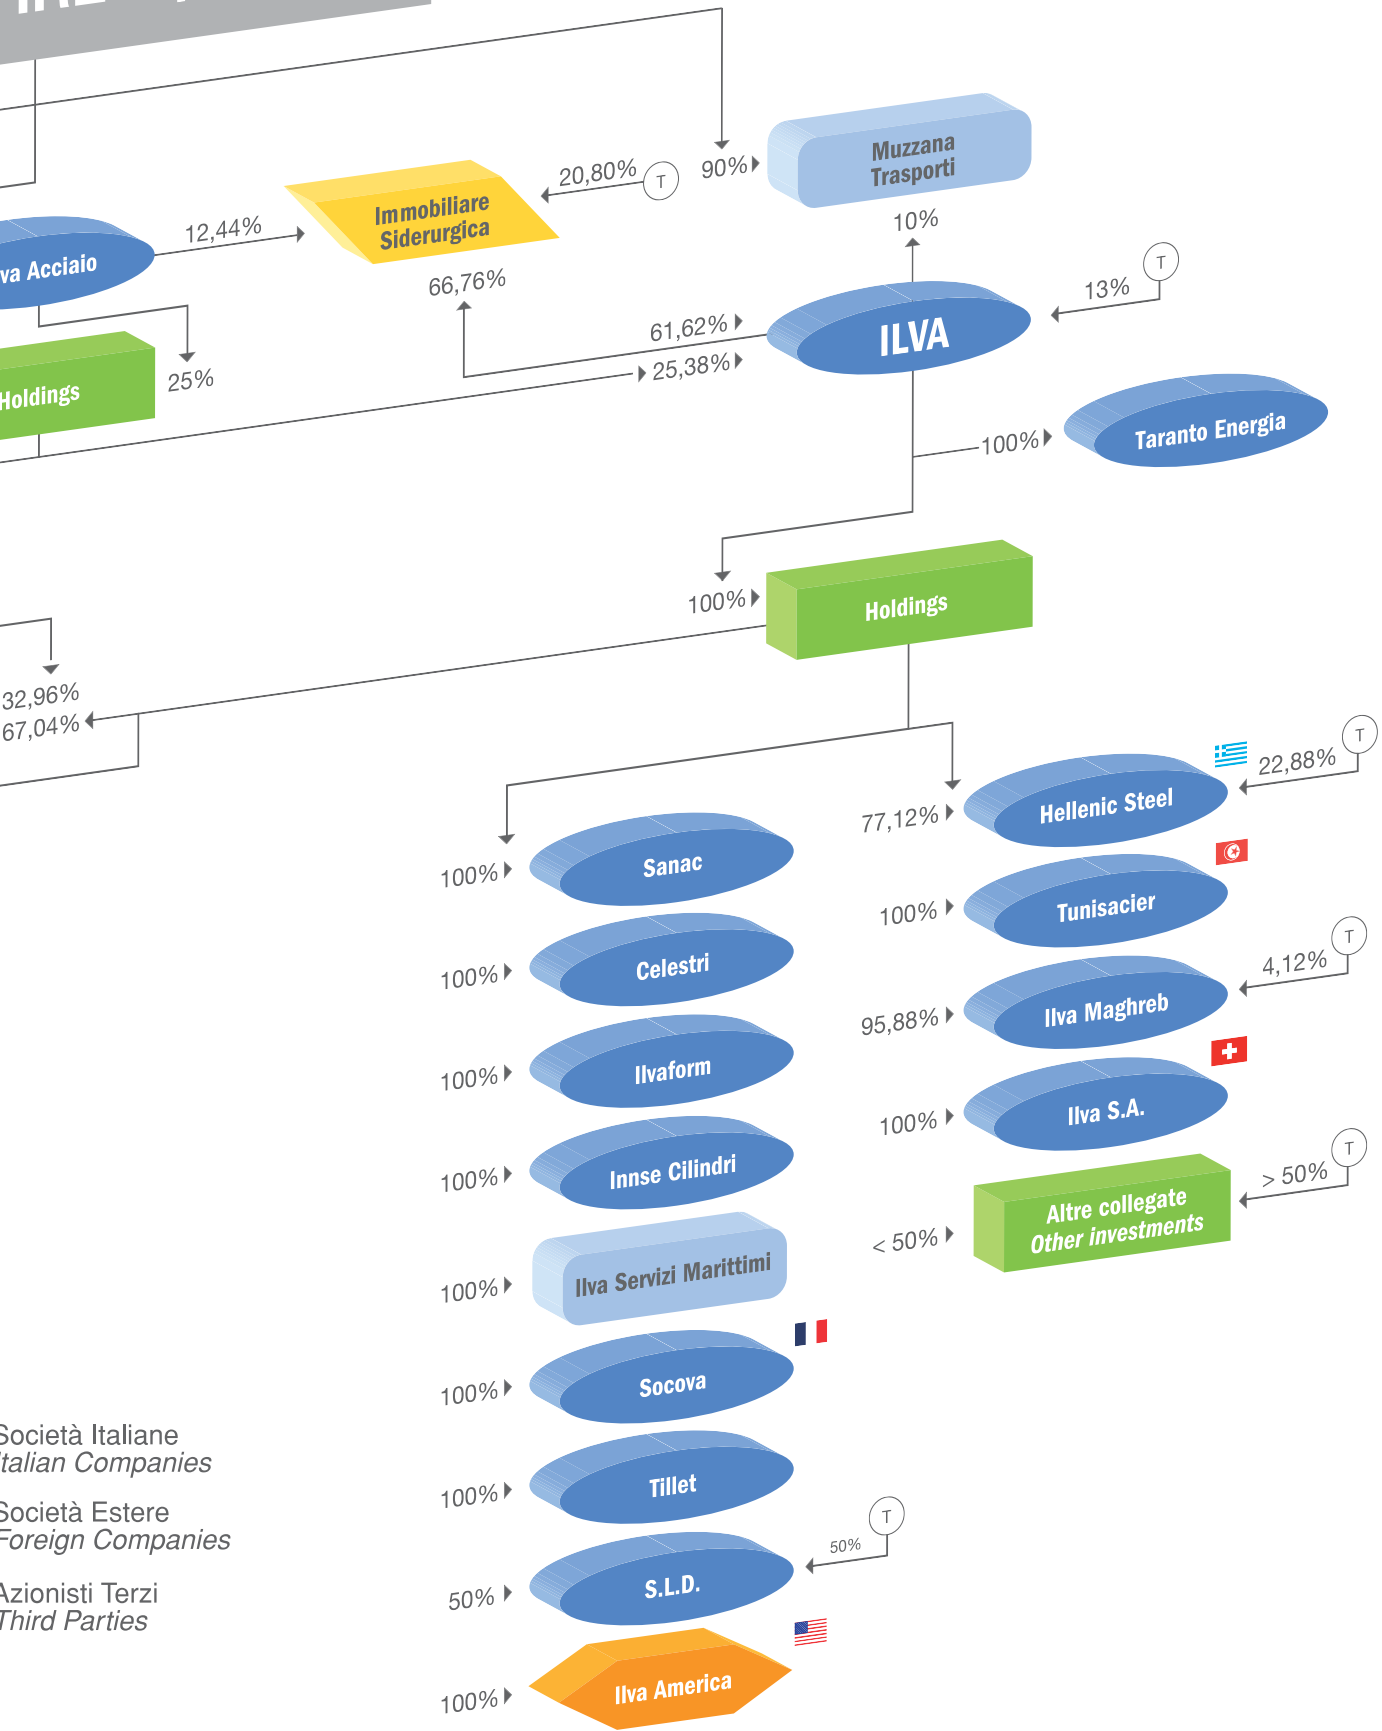 Muzzana
Trasporti
90%
10%
20,80%
T
Immobiliare
Siderurgica
12,44%
66,76%
Acciaio
25%
Holdings
ILVA
61,62%
25,38%
13%
T
100%
Taranto Energia
100%
Holdings
32,96%
67,04%
77,12%
Hellenic Steel
22,88%
T
100%
Tunisacier
95,88%
Ilva Maghreb
4,12%
T
100%
Ilva S.A.
< 50%
Altre collegate
Other investments
> 50%
T
100%
Sanac
100%
Celestri
100%
Ilvaform
100%
Innse Cilindri
100%
Ilva Servizi Marittimi
100%
Socova
100%
Tillet
50%
S.L.D.
50%
T
100%
Ilva America
Società Italiane
Italian Companies
Società Estere
Foreign Companies
Azionisti Terzi
Third Parties